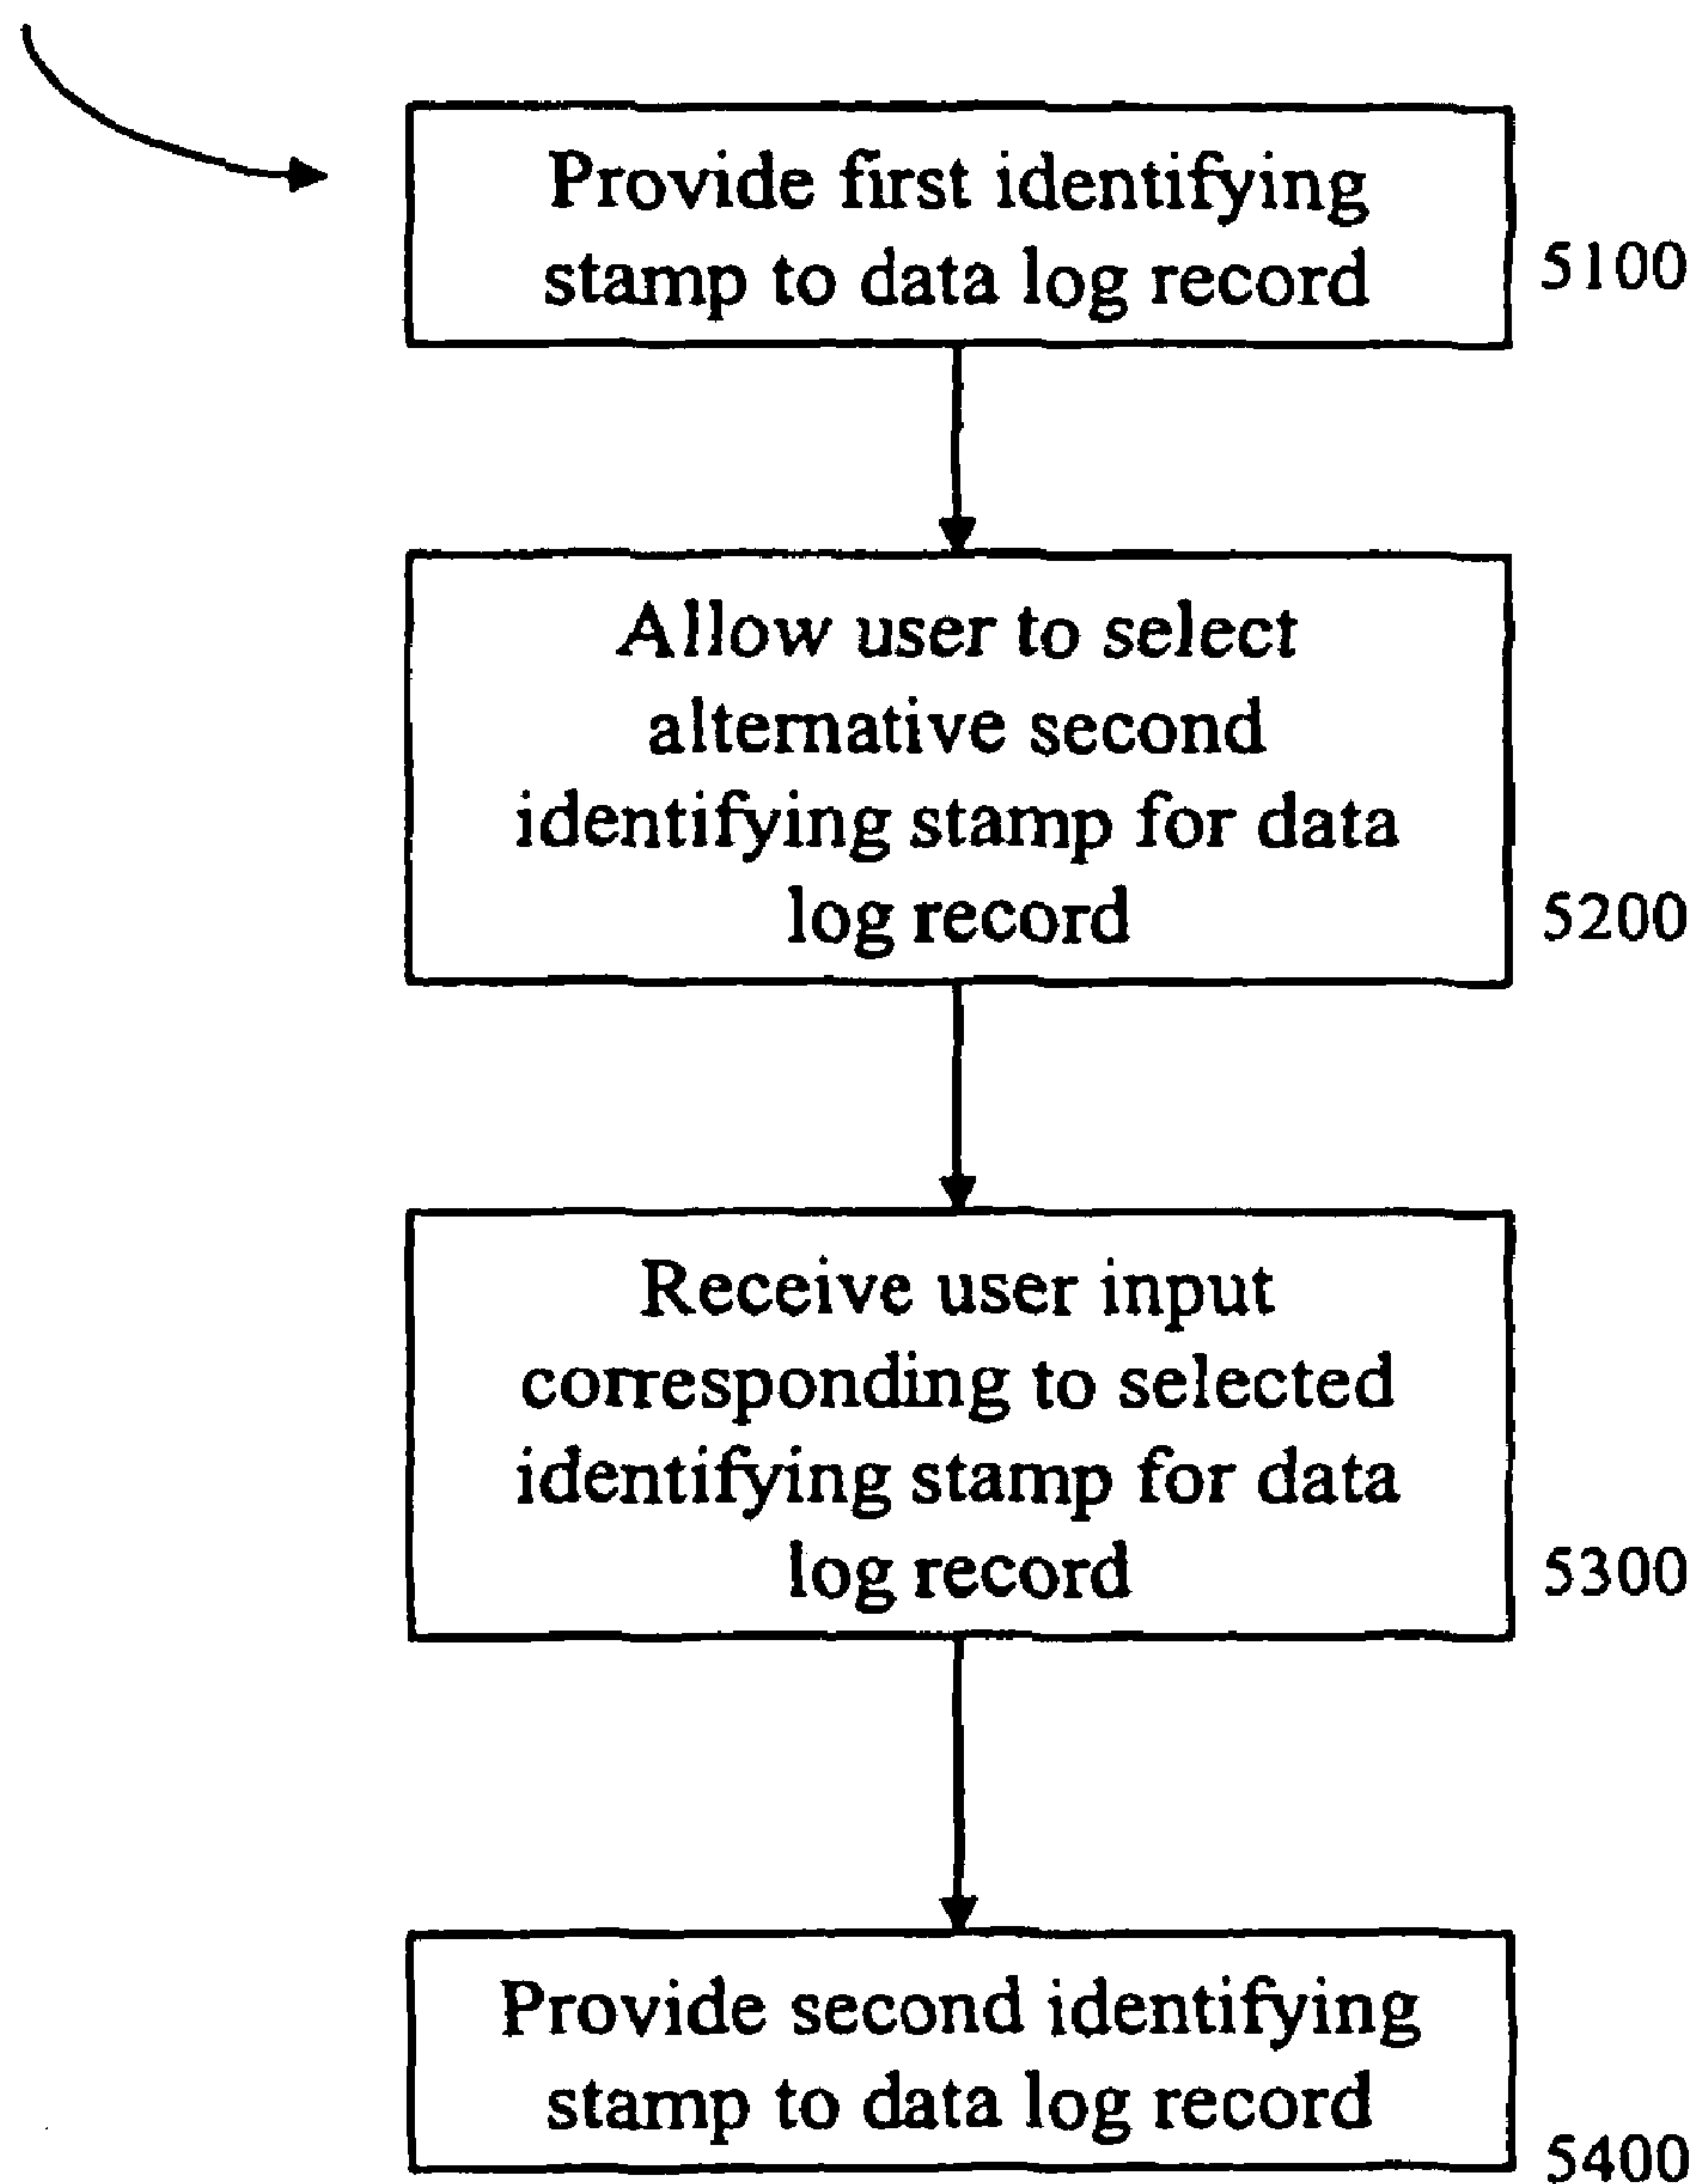 Provide first identifying
stamp to data log record
5100
Allow user to select
alternative second
identifying stamp for data
log record
5200
Receive user input
corresponding to selected
identifying stamp for data
log record
5300
Provide second identifying
stamp to data log record
5400